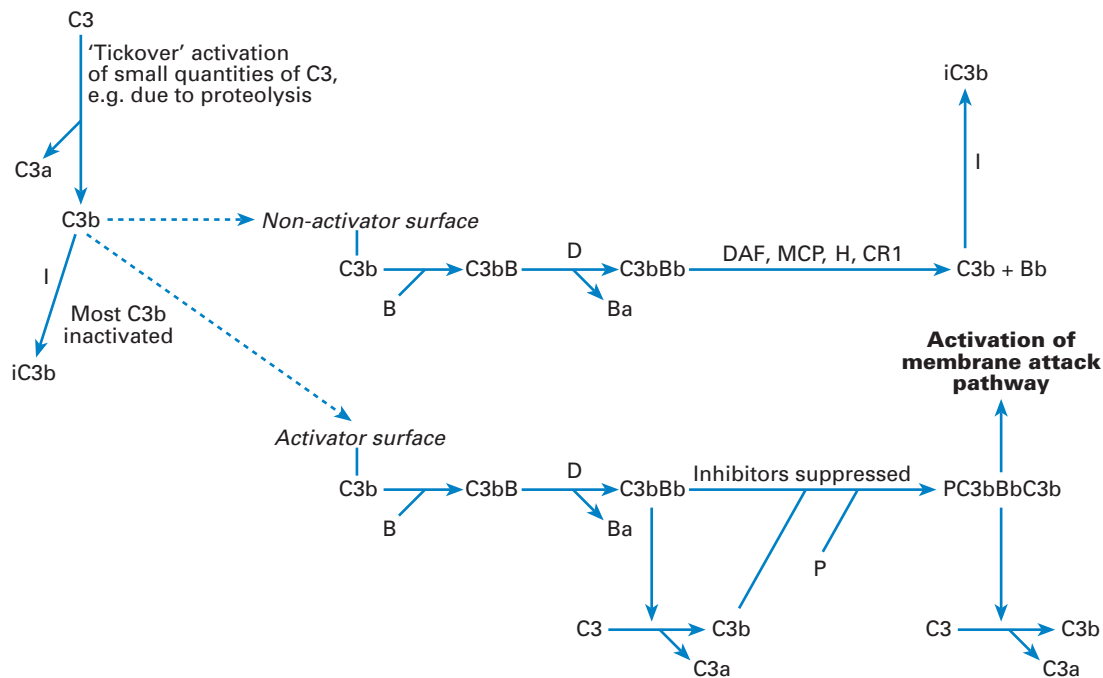 C3
‘Tickover’ activation
of small quantities of C3,
e.g. due to proteolysis
C3a
C3b
I
Most C3b
inactivated
iC3b
Non-activator surface
C3b
B
C3bB
D
Ba
C3bBb
DAF, MCP, H, CR1
C3b + Bb
I
iC3b
Activator surface
C3b
B
C3bB
D
Ba
C3bBb
Inhibitors suppressed
P
PC3bBbC3b
Activation of
membrane attack
pathway
C3
C3b
C3a
C3
C3b
C3a